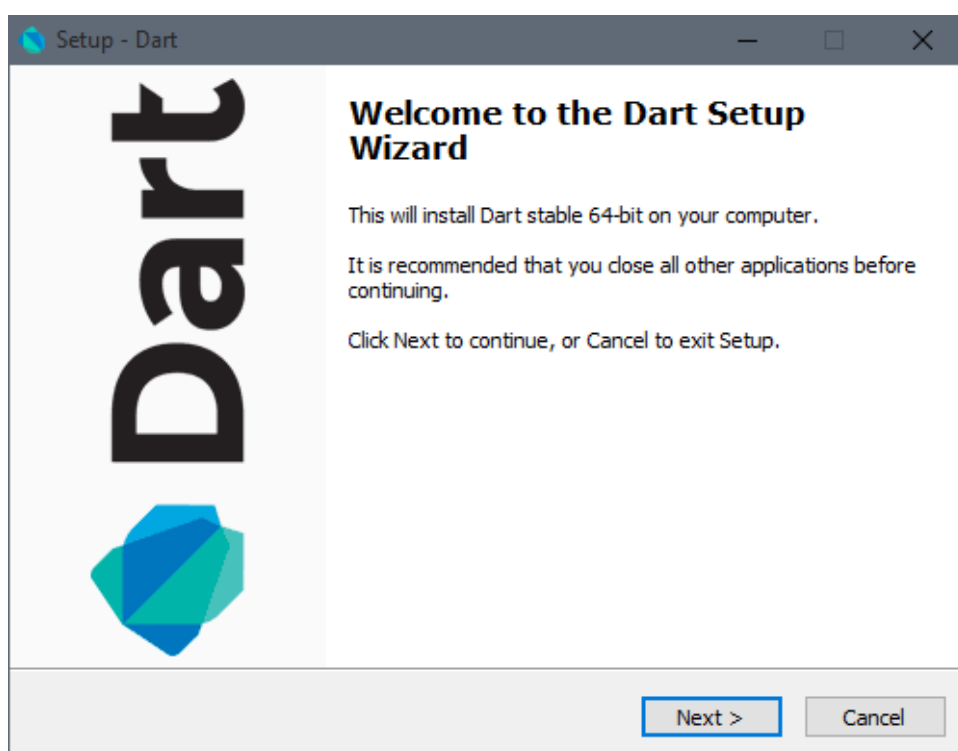 Setup - Dart
Dart
Welcome to the Dart Setup
Wizard
This will install Dart stable 64-bit on your computer.
It is recommended that you close all other applications before
continuing.
Click Next to continue, or Cancel to exit Setup.
Next >
Cancel